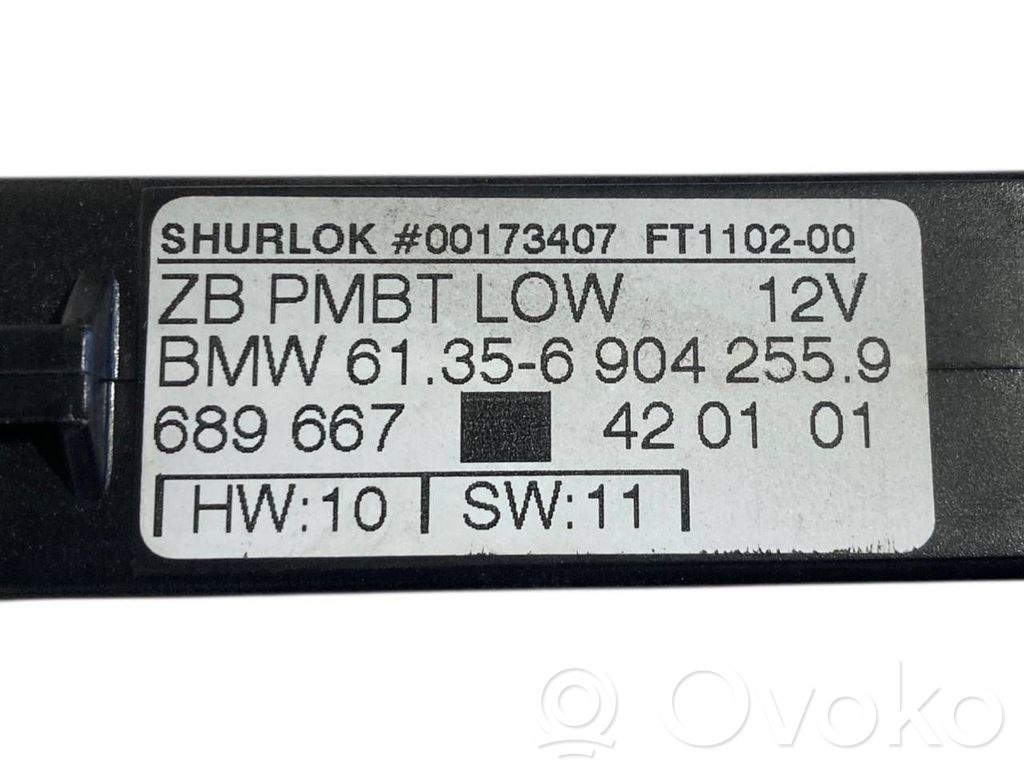 SHURLOK #00173407 FT1102-00
ZB PMBT LOW 12V
BMW 61.35-6 904 255.9
689 667 42 01 01
HW:10 SW:11
Ovoko